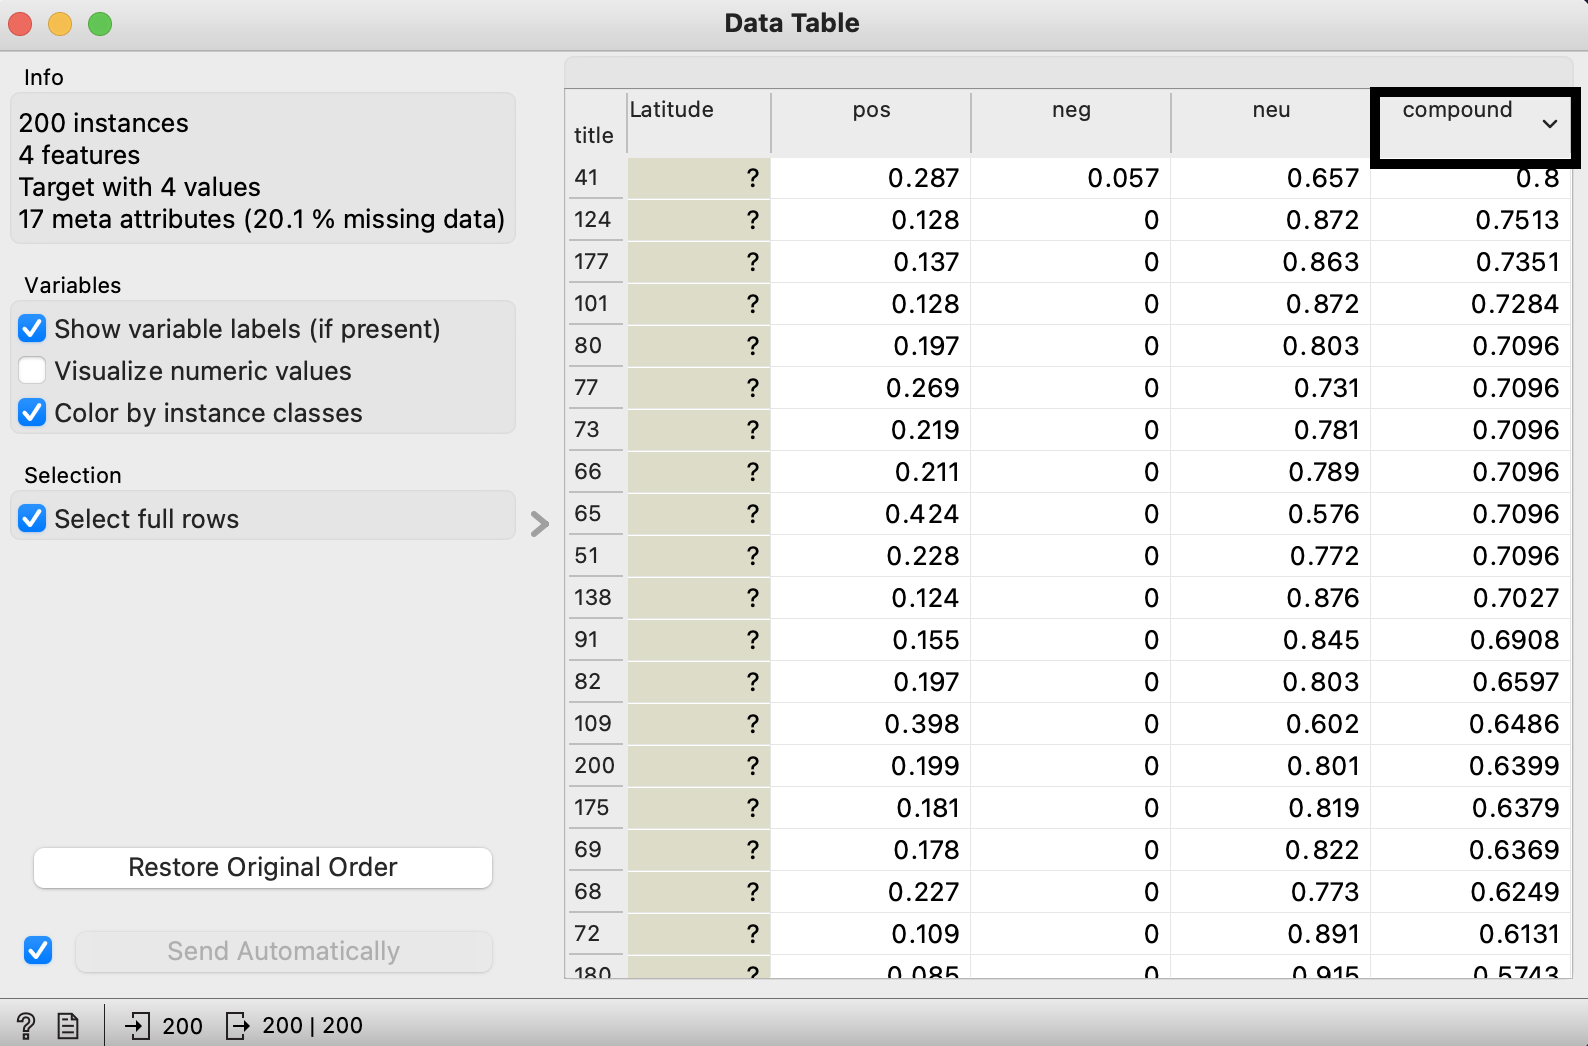 Data Table
Info
200 instances
4 features
Target with 4 values
17 meta attributes (20.1 % missing data)
Variables
Show variable labels (if present)
Visualize numeric values
Color by instance classes
Selection
Select full rows
Restore Original Order
Send Automatically
title Latitude pos neg neu compound
41 ? 0.287 0.057 0.657 0.8
124 ? 0.128 0 0.872 0.7513
177 ? 0.137 0 0.863 0.7351
101 ? 0.128 0 0.872 0.7284
80 ? 0.197 0 0.803 0.7096
77 ? 0.269 0 0.731 0.7096
73 ? 0.219 0 0.781 0.7096
66 ? 0.211 0 0.789 0.7096
65 ? 0.424 0 0.576 0.7096
51 ? 0.228 0 0.772 0.7096
138 ? 0.124 0 0.876 0.7027
91 ? 0.155 0 0.845 0.6908
82 ? 0.197 0 0.803 0.6597
109 ? 0.398 0 0.602 0.6486
200 ? 0.199 0 0.801 0.6399
175 ? 0.181 0 0.819 0.6379
69 ? 0.178 0 0.822 0.6369
68 ? 0.227 0 0.773 0.6249
72 ? 0.109 0 0.891 0.6131
180 ? 0.085 0 0.915 0.5743
? 200 200 | 200